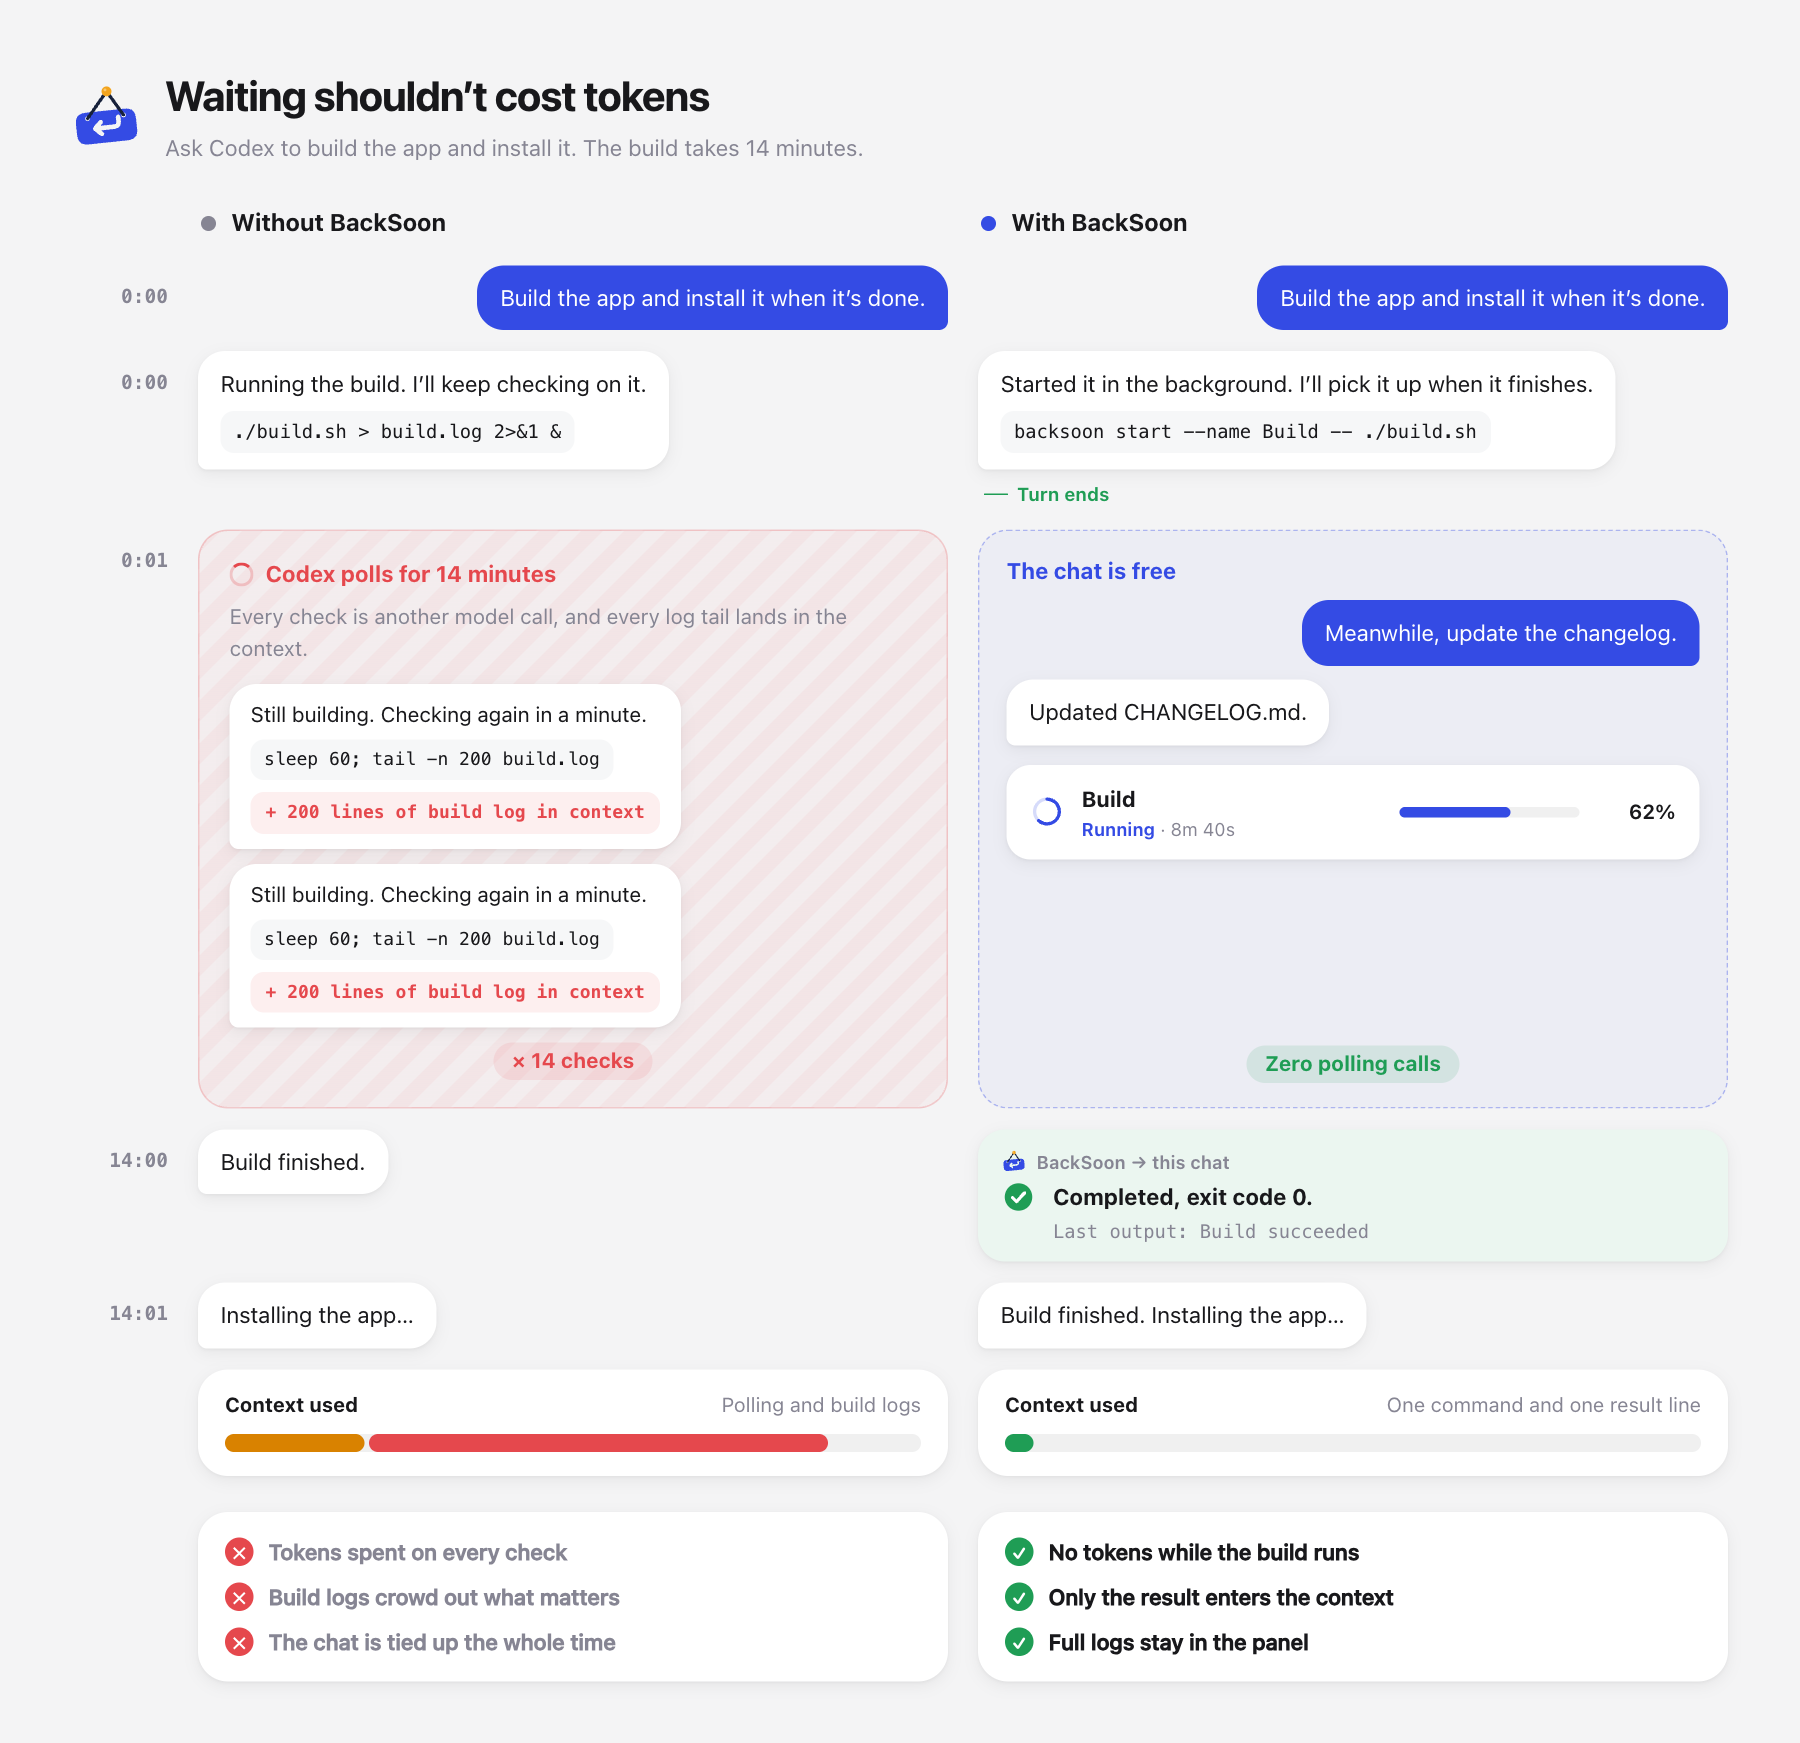 Waiting shouldn’t cost tokens
Ask Codex to build the app and install it. The build takes 14 minutes.
Without BackSoon
With BackSoon
0:00
Build the app and install it when it’s done.
Build the app and install it when it’s done.
0:00
Running the build. I’ll keep checking on it.
./build.sh > build.log 2>&1 &
Started it in the background. I’ll pick it up when it finishes.
backsoon start --name Build -- ./build.sh
Turn ends
0:01
Codex polls for 14 minutes
Every check is another model call, and every log tail lands in the
context.
Still building. Checking again in a minute.
sleep 60; tail -n 200 build.log
+ 200 lines of build log in context
Still building. Checking again in a minute.
sleep 60; tail -n 200 build.log
+ 200 lines of build log in context
× 14 checks
The chat is free
Meanwhile, update the changelog.
Updated CHANGELOG.md.
Build
Running · 8m 40s
62%
Zero polling calls
14:00
Build finished.
BackSoon → this chat
Completed, exit code 0.
Last output: Build succeeded
14:01
Installing the app…
Build finished. Installing the app…
Context used
Polling and build logs
Context used
One command and one result line
Tokens spent on every check
Build logs crowd out what matters
The chat is tied up the whole time
No tokens while the build runs
Only the result enters the context
Full logs stay in the panel